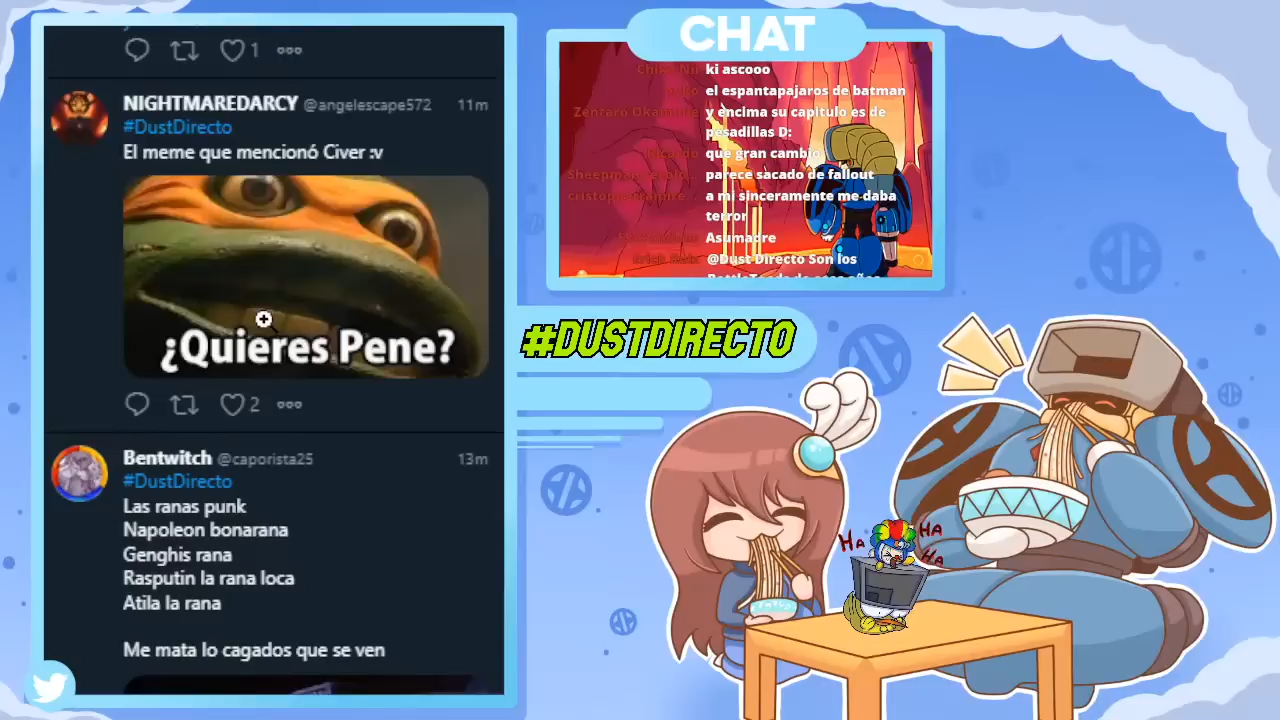 1
NIGHTMAREDARCY @angelescape572 11m
#DustDirecto
El meme que mencionó Civer :v
¿Quieres Pene?
2
Bentwitch @caporista25 13m
#DustDirecto
Las ranas punk
Napoleon bonarana
Genghis rana
Rasputin la rana loca
Atila la rana
Me mata lo cagados que se ven
CHAT
ki ascooo
el espantapajaros de batman
y encima su capitulo es de
pesadillas D:
que gran cambio
parece sacado de fallout
a mi sinceramente me daba
terror
Asumadre
@Dust Directo Son los
#DUSTDIRECTO
HA HA
HA